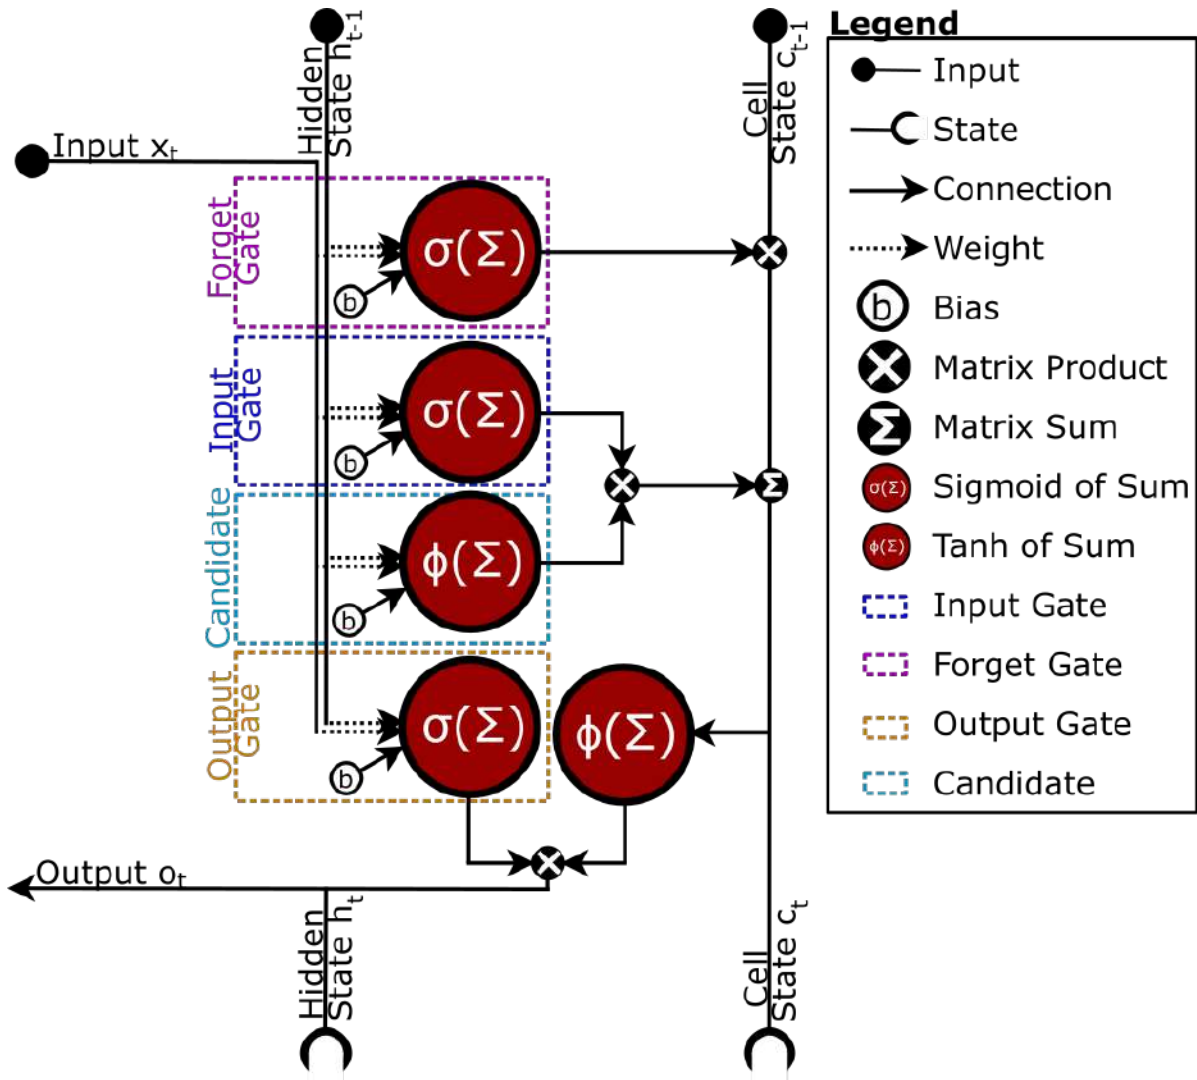 Hidden
State h_{t-1}
Cell
State c_{t-1}
Input x_t
Forget
Gate
σ(Σ)
b
Input
Gate
σ(Σ)
b
Candidate
ϕ(Σ)
b
Output
Gate
σ(Σ)
b
ϕ(Σ)
Σ
Output o_t
Hidden
State h_t
Cell
State c_t
Legend
Input
State
Connection
Weight
b Bias
Matrix Product
Σ Matrix Sum
σ(Σ) Sigmoid of Sum
ϕ(Σ) Tanh of Sum
Input Gate
Forget Gate
Output Gate
Candidate